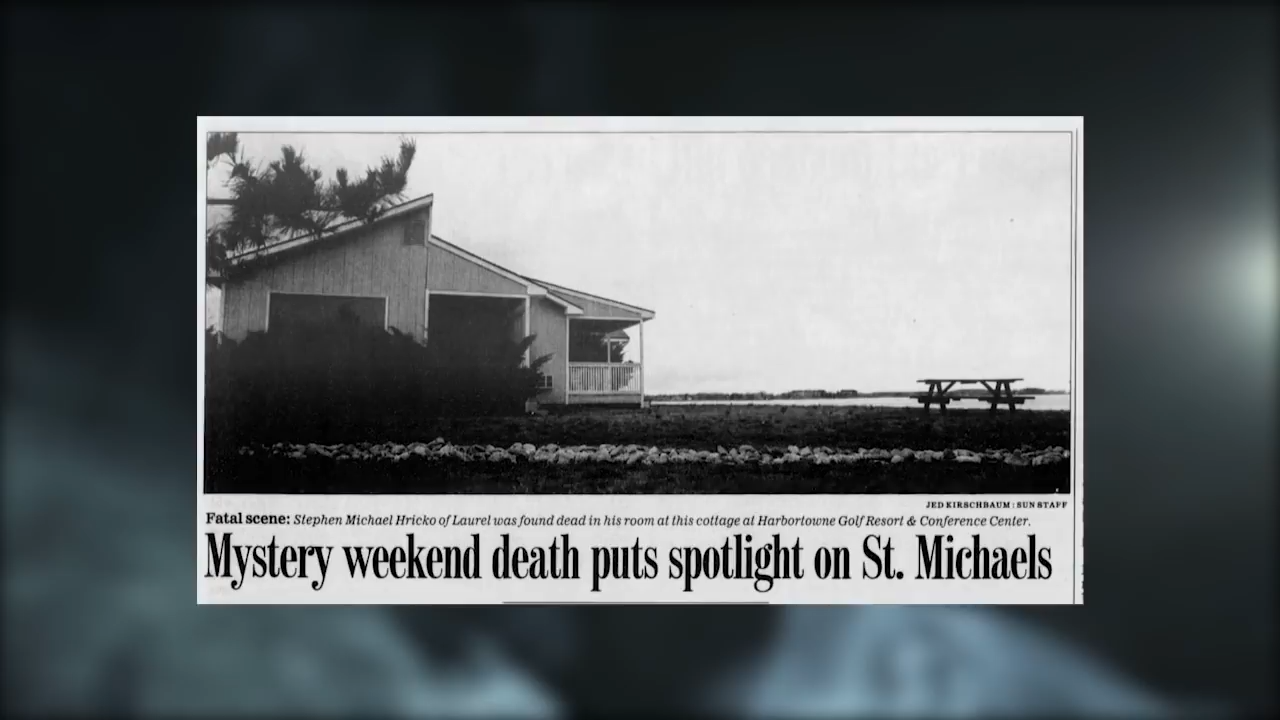 JED KIRSCHBAUM : SUN STAFF
Fatal scene: Stephen Michael Hricko of Laurel was found dead in his room at this cottage at Harbortowne Golf Resort & Conference Center.
Mystery weekend death puts spotlight on St. Michaels